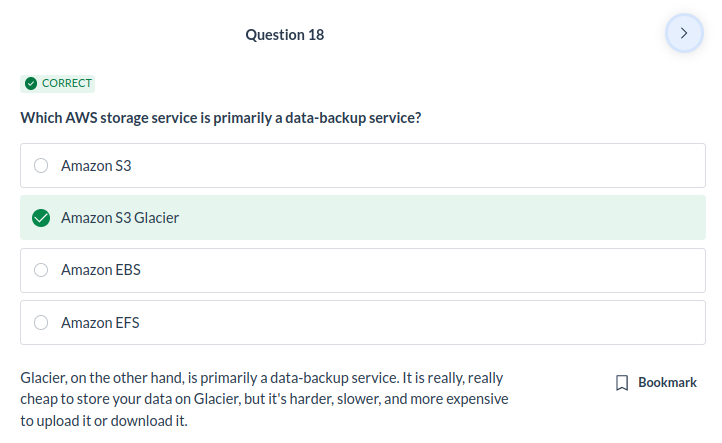 Question 18
CORRECT
Which AWS storage service is primarily a data-backup service?
Amazon S3
Amazon S3 Glacier
Amazon EBS
Amazon EFS
Glacier, on the other hand, is primarily a data-backup service. It is really, really
cheap to store your data on Glacier, but it's harder, slower, and more expensive
to upload it or download it.
Bookmark